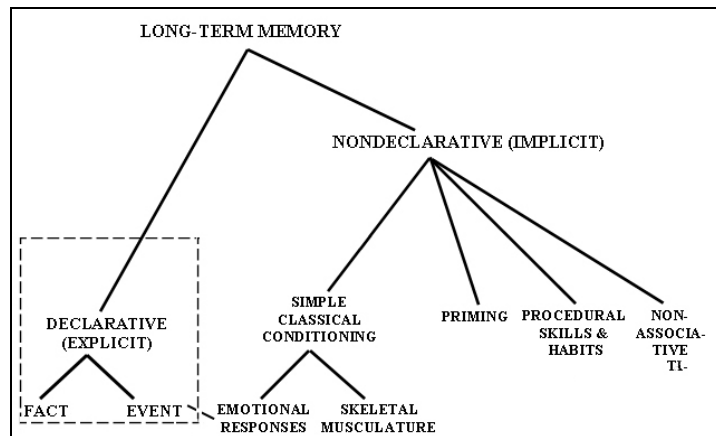 LONG-TERM MEMORY
NONDECLARATIVE (IMPLICIT)
DECLARATIVE
(EXPLICIT)
FACT
EVENT
SIMPLE
CLASSICAL
CONDITIONING
EMOTIONAL
RESPONSES
SKELETAL
MUSCULATURE
PRIMING
PROCEDURAL
SKILLS &
HABITS
NON-
ASSOCIA-
TIVE